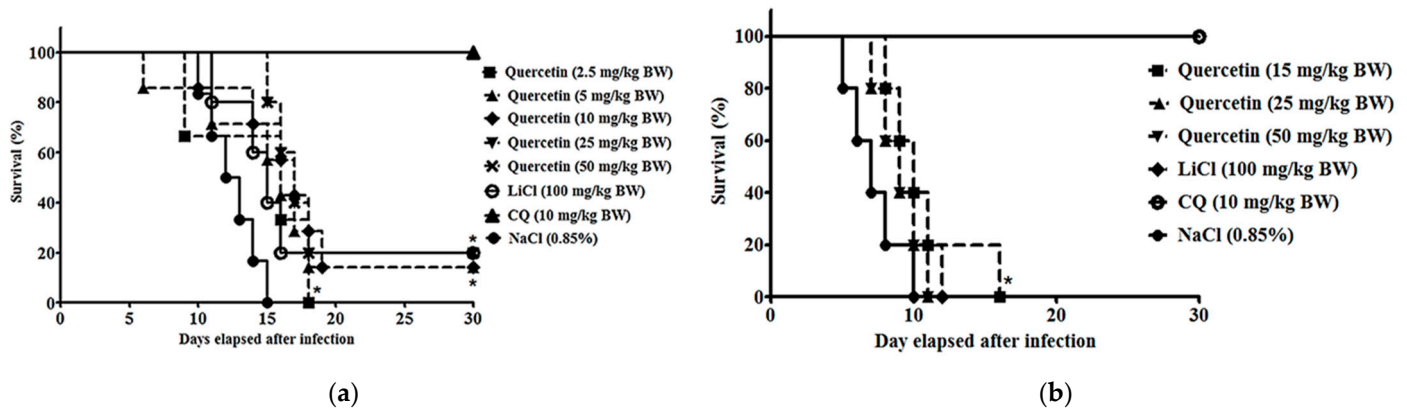 100
80
60
40
20
0
Survival (%)
0 5 10 15 20 25 30
Days elapsed after infection
Quercetin (2.5 mg/kg BW)
Quercetin (5 mg/kg BW)
Quercetin (10 mg/kg BW)
Quercetin (25 mg/kg BW)
Quercetin (50 mg/kg BW)
LiCl (100 mg/kg BW)
CQ (10 mg/kg BW)
NaCl (0.85%)
*
*
*
(a)
100
80
60
40
20
0
Survival (%)
0 10 20 30
Day elapsed after infection
Quercetin (15 mg/kg BW)
Quercetin (25 mg/kg BW)
Quercetin (50 mg/kg BW)
LiCl (100 mg/kg BW)
CQ (10 mg/kg BW)
NaCl (0.85%)
*
(b)